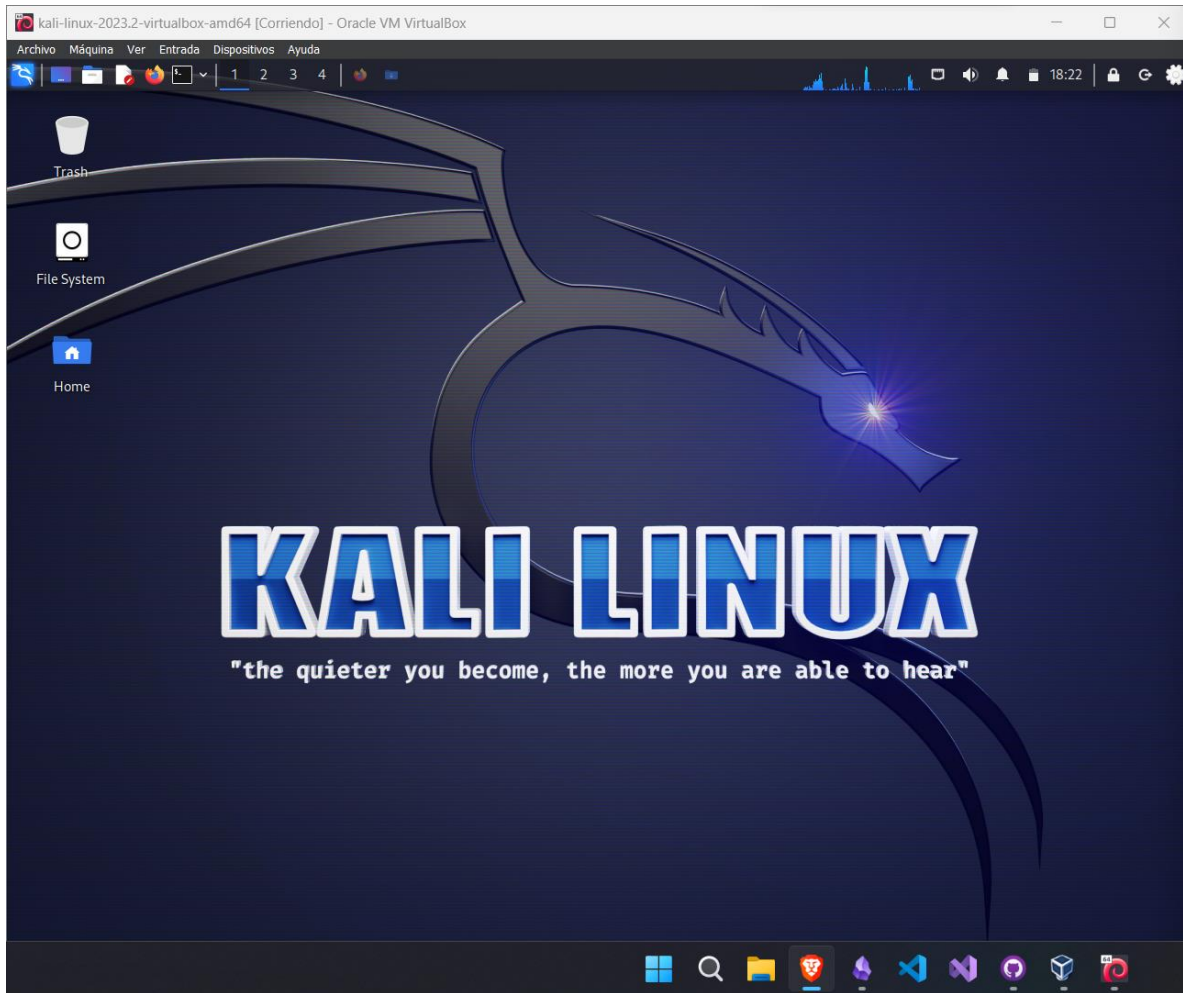 kali-linux-2023.2-virtualbox-amd64 [Corriendo] - Oracle VM VirtualBox
Archivo Máquina Ver Entrada Dispositivos Ayuda
1 2 3 4 18:22
Trash
File System
Home
KALI LINUX
"the quieter you become, the more you are able to hear"
64